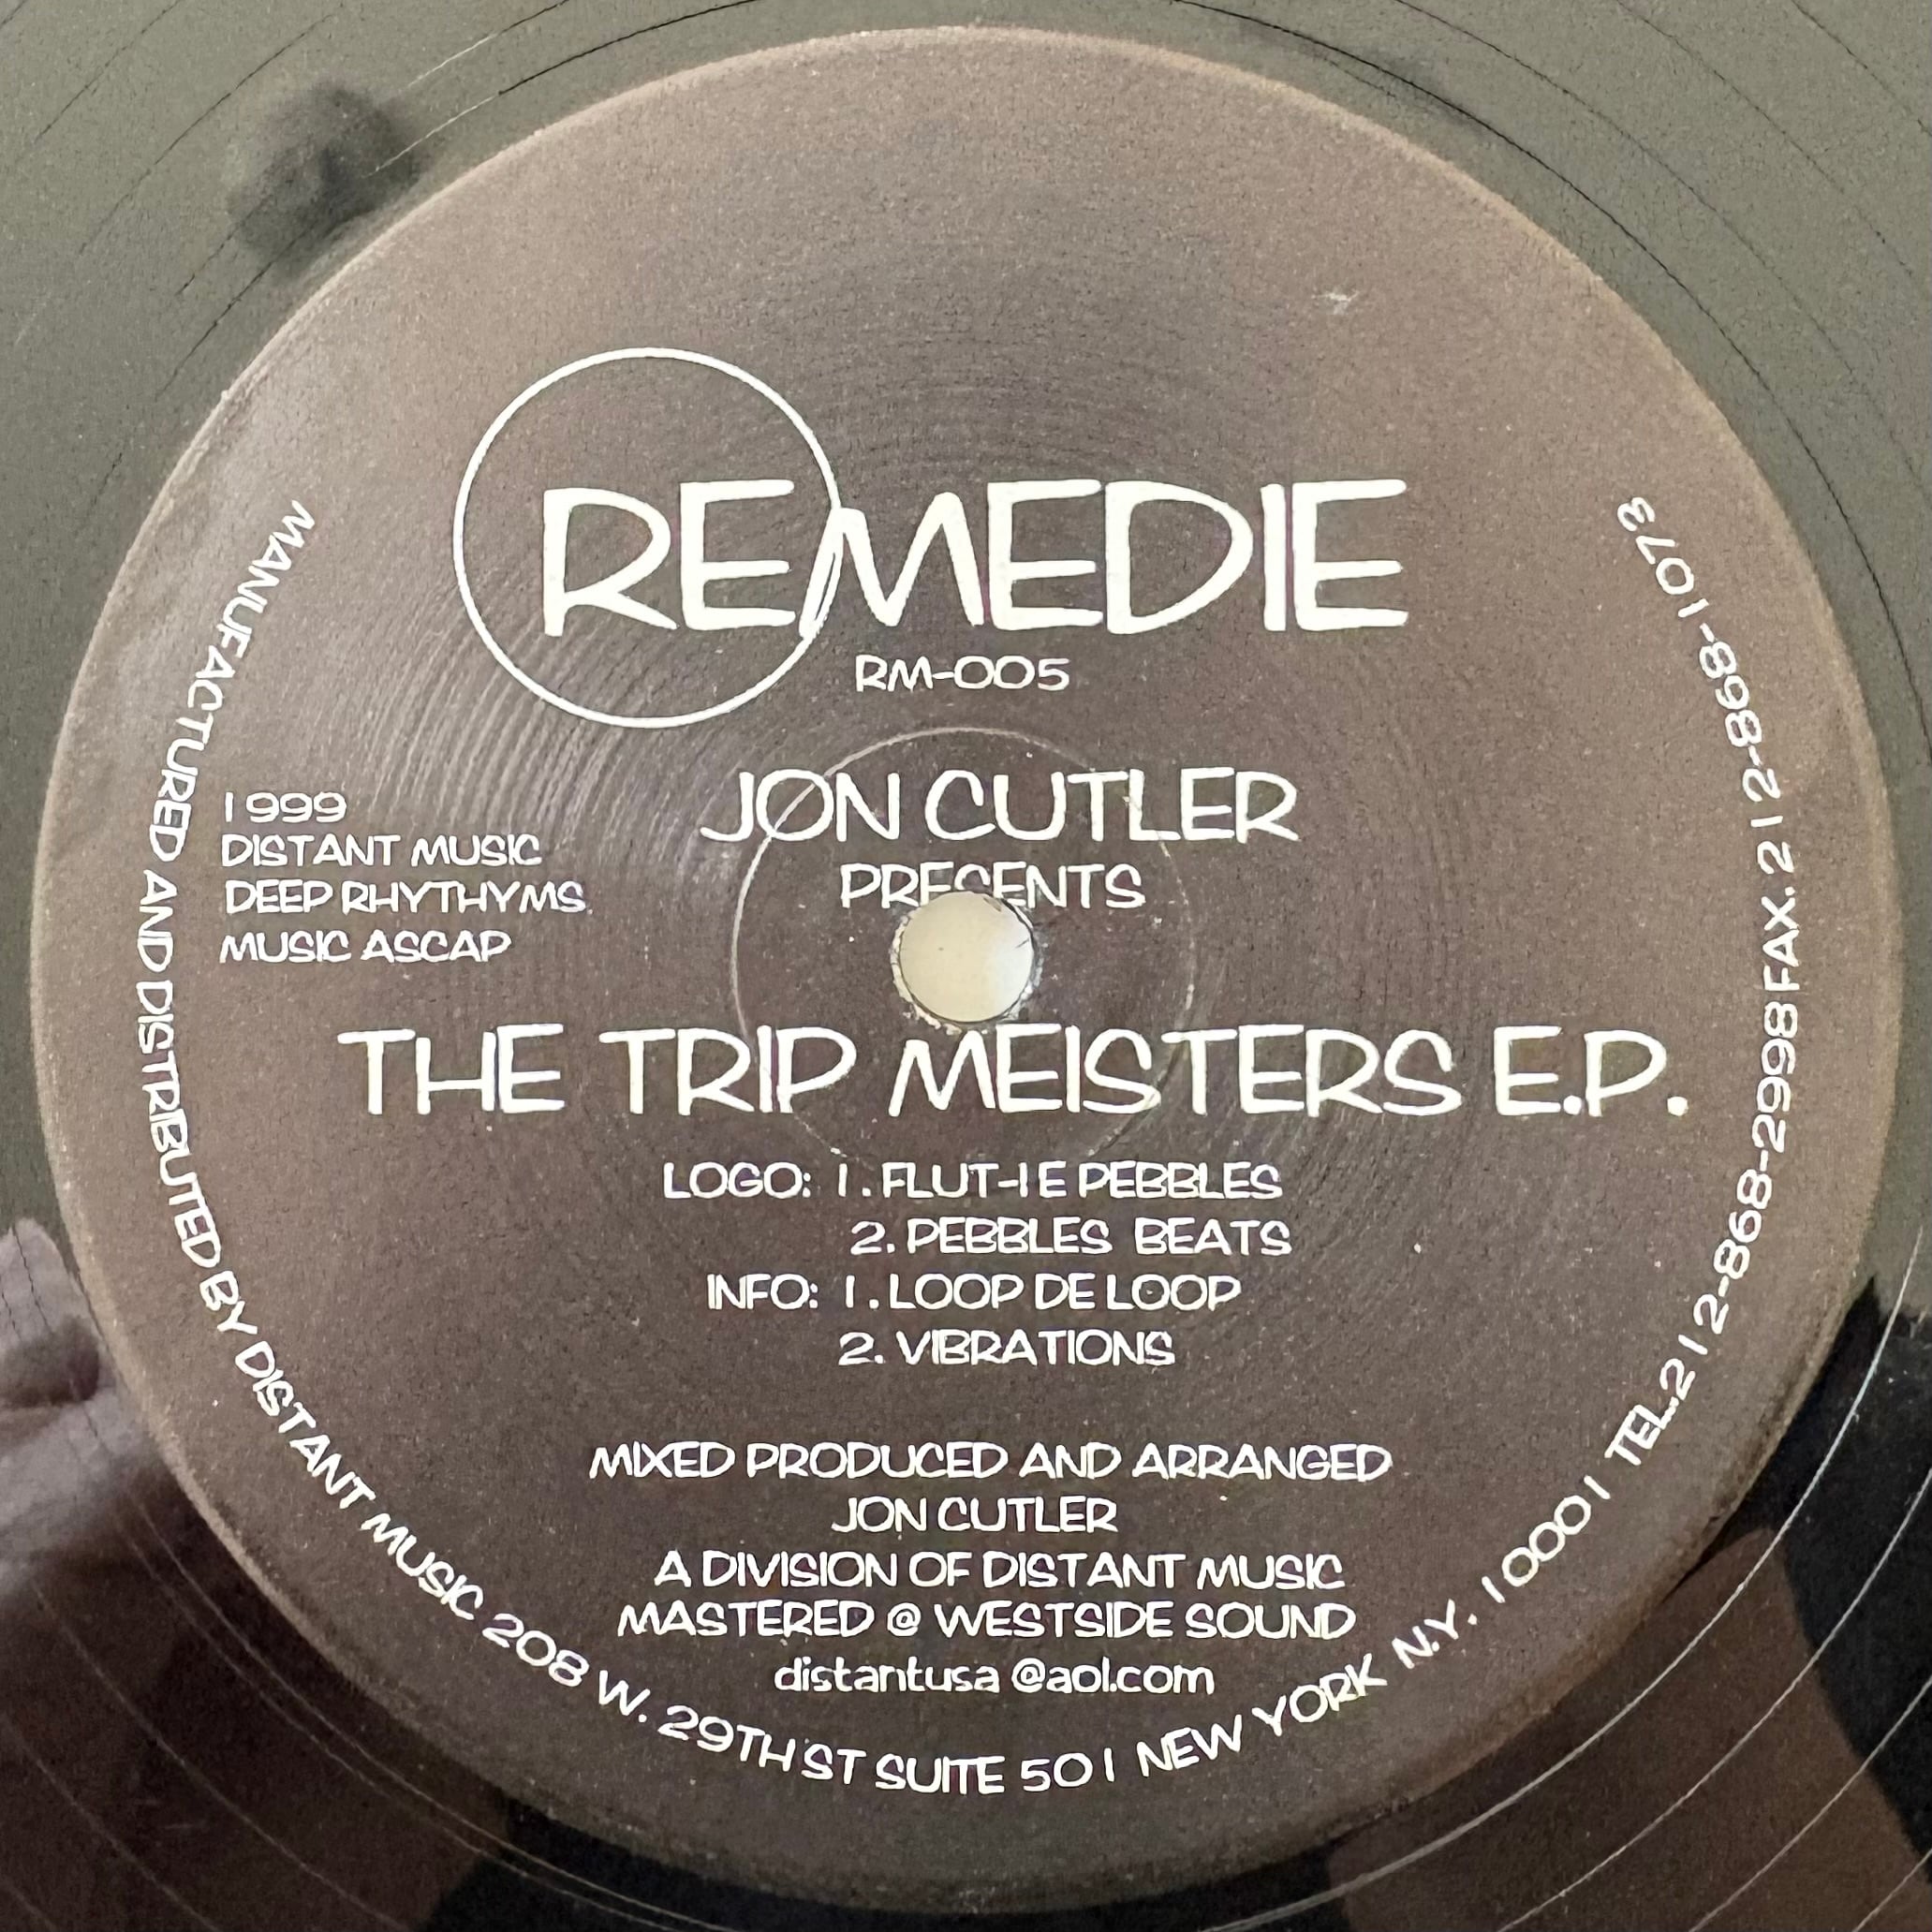 REMEDIE
RM-005
JON CUTLER
PRESENTS
1999
DISTANT MUSIC
DEEP RHYTHYMS
MUSIC ASCAP
THE TRIP MEISTERS E.P.
LOGO: 1. FLUT-IE PEBBLES
2. PEBBLES BEATS
INFO: 1. LOOP DE LOOP
2. VIBRATIONS
MIXED PRODUCED AND ARRANGED
JON CUTLER
A DIVISION OF DISTANT MUSIC
MASTERED @ WESTSIDE SOUND
distantusa @aol.com
MANUFACTURED AND DISTRIBUTED BY DISTANT MUSIC 208 W. 29TH ST SUITE 501 NEW YORK N.Y. 10001 TEL.212-868-2998 FAX.212-868-1073